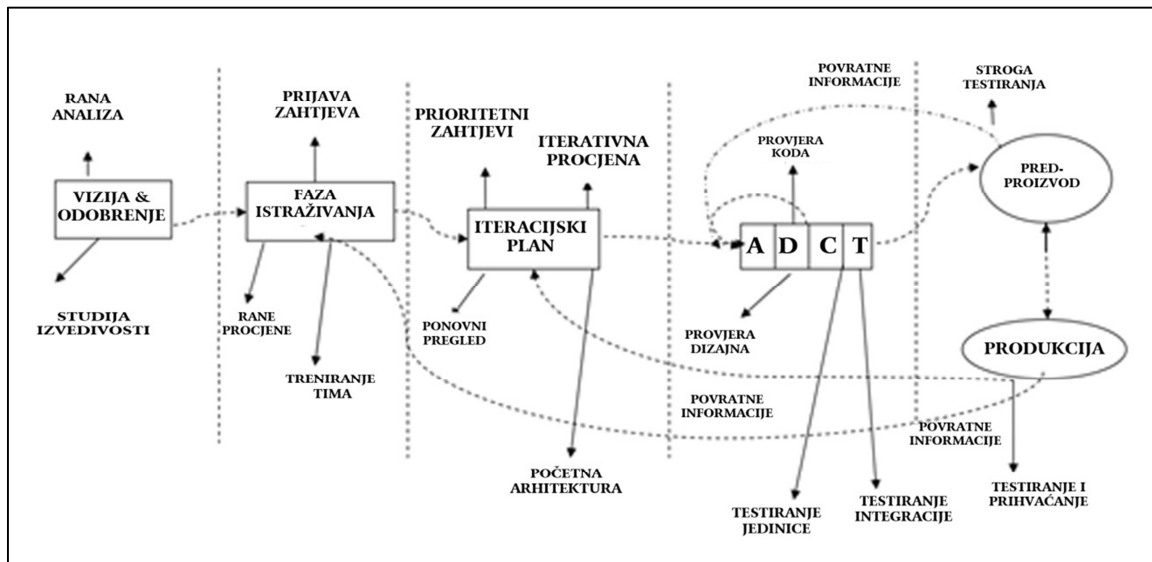 RANA
ANALIZA
VIZIJA &
ODOBRENJE
STUDIJA
IZVEDIVOSTI
PRIJAVA
ZAHTJEVA
FAZA
ISTRAŽIVANJA
RANE
PROCJENE
TRENIRANJE
TIMA
PRIORITETNI
ZAHTJEVI
ITERATIVNA
PROCJENA
ITERACIJSKI
PLAN
PONOVNI
PREGLED
POČETNA
ARHITEKTURA
POVRATNE
INFORMACIJE
PROVJERA
KODA
A D C T
PROVJERA
DIZAJNA
POVRATNE
INFORMACIJE
TESTIRANJE
JEDINICE
TESTIRANJE
INTEGRACIJE
STROGA
TESTIRANJA
PRED-
PROIZVOD
PRODUKCIJA
POVRATNE
INFORMACIJE
TESTIRANJE I
PRIHVAĆANJE